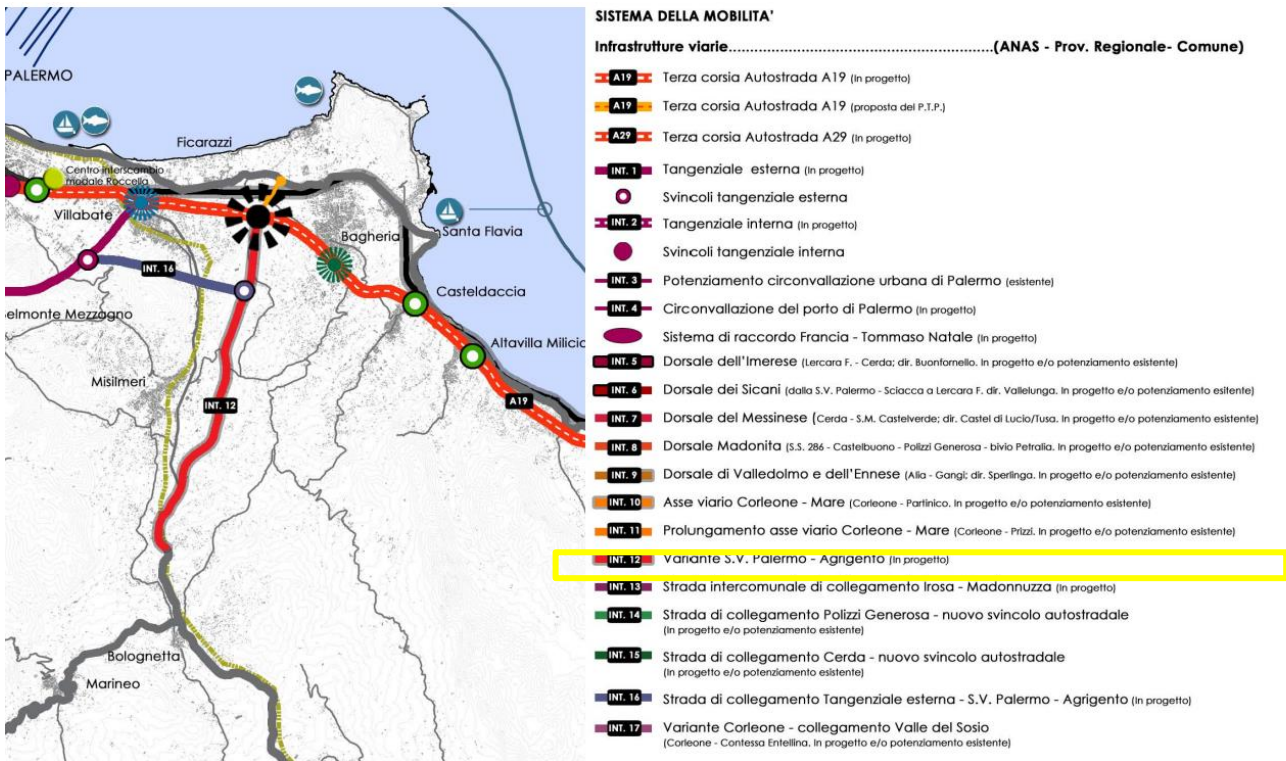 PALERMO
Ficarazzi
Centro interscambio
modale Roccella
Villabate
Bagheria
Santa Flavia
INT. 16
Casteldaccia
elmonte Mezzagno
Altavilla Milicia
Misilmeri
INT. 12
A19
Bolognetta
Marineo
SISTEMA DELLA MOBILITA'
Infrastrutture viarie............................................................(ANAS - Prov. Regionale- Comune)
A19 Terza corsia Autostrada A19 (In progetto)
A19 Terza corsia Autostrada A19 (proposta del P.T.P.)
A29 Terza corsia Autostrada A29 (In progetto)
INT. 1 Tangenziale esterna (In progetto)
Svincoli tangenziale esterna
INT. 2 Tangenziale interna (In progetto)
Svincoli tangenziale interna
INT. 3 Potenziamento circonvallazione urbana di Palermo (esistente)
INT. 4 Circonvallazione del porto di Palermo (In progetto)
Sistema di raccordo Francia - Tommaso Natale (In progetto)
INT. 5 Dorsale dell'Imerese (Lercara F. - Cerda; dir. Buonfornello. In progetto e/o potenziamento esistente)
INT. 6 Dorsale dei Sicani (dalla S.V. Palermo - Sciacca a Lercara F. dir. Vallelunga. In progetto e/o potenziamento esitente)
INT. 7 Dorsale del Messinese (Cerda - S.M. Castelverde; dir. Castel di Lucio/Tusa. In progetto e/o potenziamento esistente)
INT. 8 Dorsale Madonita (S.S. 286 - Castelbuono - Polizzi Generosa - bivio Petralia. In progetto e/o potenziamento esistente)
INT. 9 Dorsale di Valledolmo e dell'Ennese (Alia - Gangi; dir. Sperlinga. In progetto e/o potenziamento esistente)
INT. 10 Asse viario Corleone - Mare (Corleone - Partinico. In progetto e/o potenziamento esistente)
INT. 11 Prolungamento asse viario Corleone - Mare (Corleone - Prizzi. In progetto e/o potenziamento esistente)
INT. 12 Variante S.V. Palermo - Agrigento (In progetto)
INT. 13 Strada intercomunale di collegamento Irosa - Madonnuzza (In progetto)
INT. 14 Strada di collegamento Polizzi Generosa - nuovo svincolo autostradale
(In progetto e/o potenziamento esistente)
INT. 15 Strada di collegamento Cerda - nuovo svincolo autostradale
(In progetto e/o potenziamento esistente)
INT. 16 Strada di collegamento Tangenziale esterna - S.V. Palermo - Agrigento (In progetto)
INT. 17 Variante Corleone - collegamento Valle del Sosio
(Corleone - Contessa Entellina. In progetto e/o potenziamento esistente)